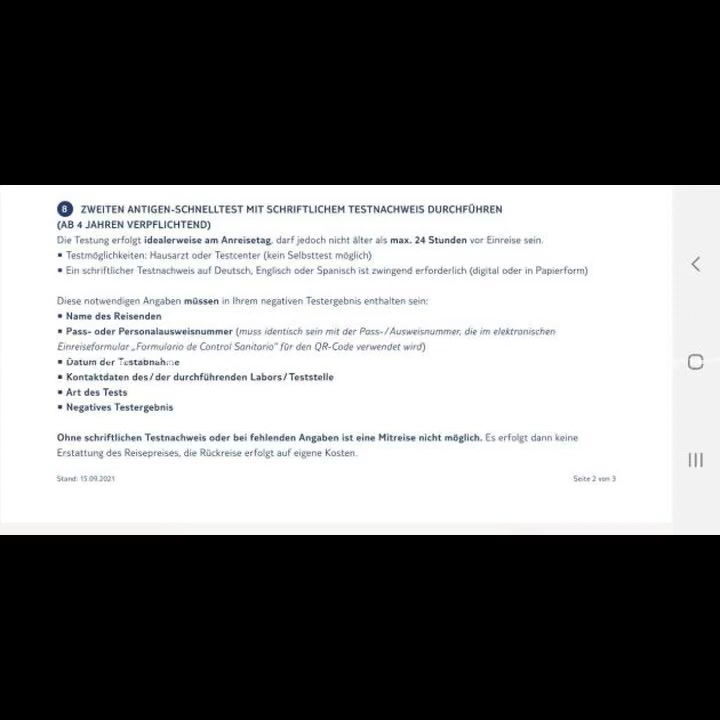 8 ZWEITEN ANTIGEN-SCHNELLTEST MIT SCHRIFTLICHEM TESTNACHWEIS DURCHFÜHREN
(AB 4 JAHREN VERPFLICHTEND)
Die Testung erfolgt idealerweise am Anreisetag, darf jedoch nicht älter als max. 24 Stunden vor Einreise sein.
▪ Testmöglichkeiten: Hausarzt oder Testcenter (kein Selbsttest möglich)
▪ Ein schriftlicher Testnachweis auf Deutsch, Englisch oder Spanisch ist zwingend erforderlich (digital oder in Papierform)
Diese notwendigen Angaben müssen in Ihrem negativen Testergebnis enthalten sein:
▪ Name des Reisenden
▪ Pass- oder Personalausweisnummer (muss identisch sein mit der Pass-/Ausweisnummer, die im elektronischen
Einreiseformular „Formulario de Control Sanitario" für den QR-Code verwendet wird)
▪ Datum der Testabnahme
▪ Kontaktdaten des/der durchführenden Labors/Teststelle
▪ Art des Tests
▪ Negatives Testergebnis
Ohne schriftlichen Testnachweis oder bei fehlenden Angaben ist eine Mitreise nicht möglich. Es erfolgt dann keine
Erstattung des Reisepreises, die Rückreise erfolgt auf eigene Kosten.
Stand: 15.09.2021 Seite 2 von 3